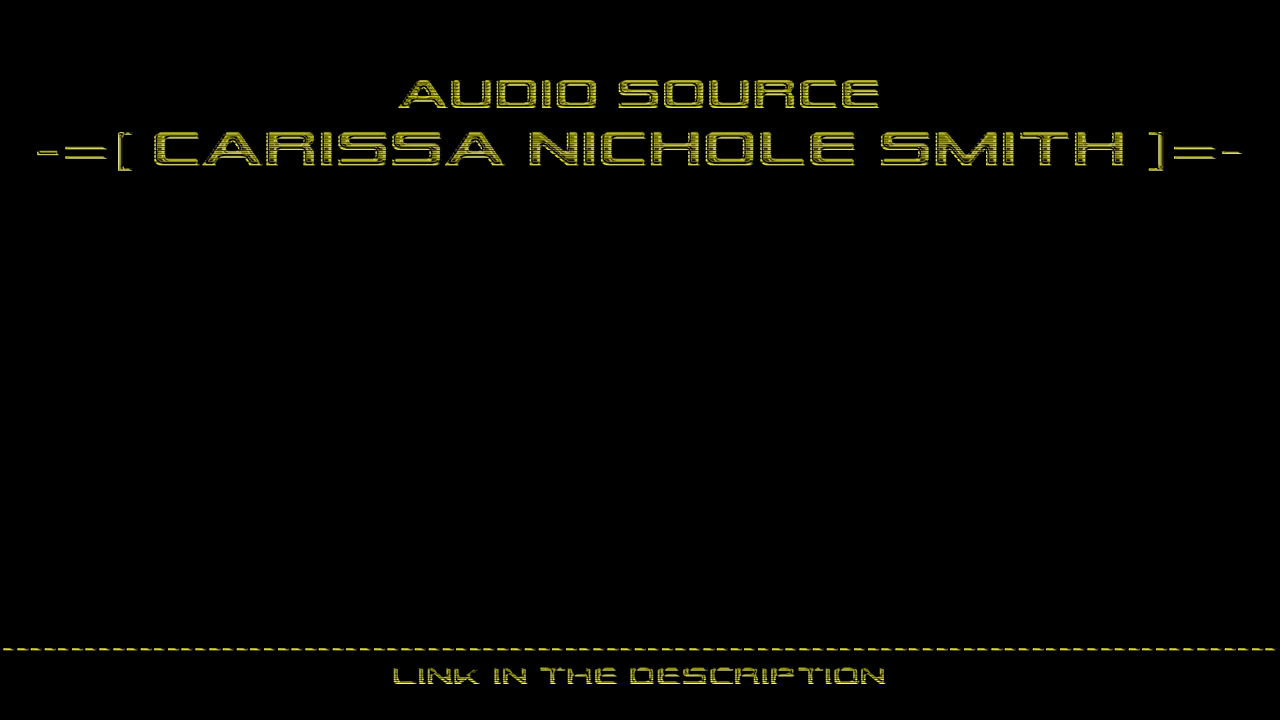 AUDIO SOURCE
-=[ CARISSA NICHOLE SMITH ]=-
LINK IN THE DESCRIPTION